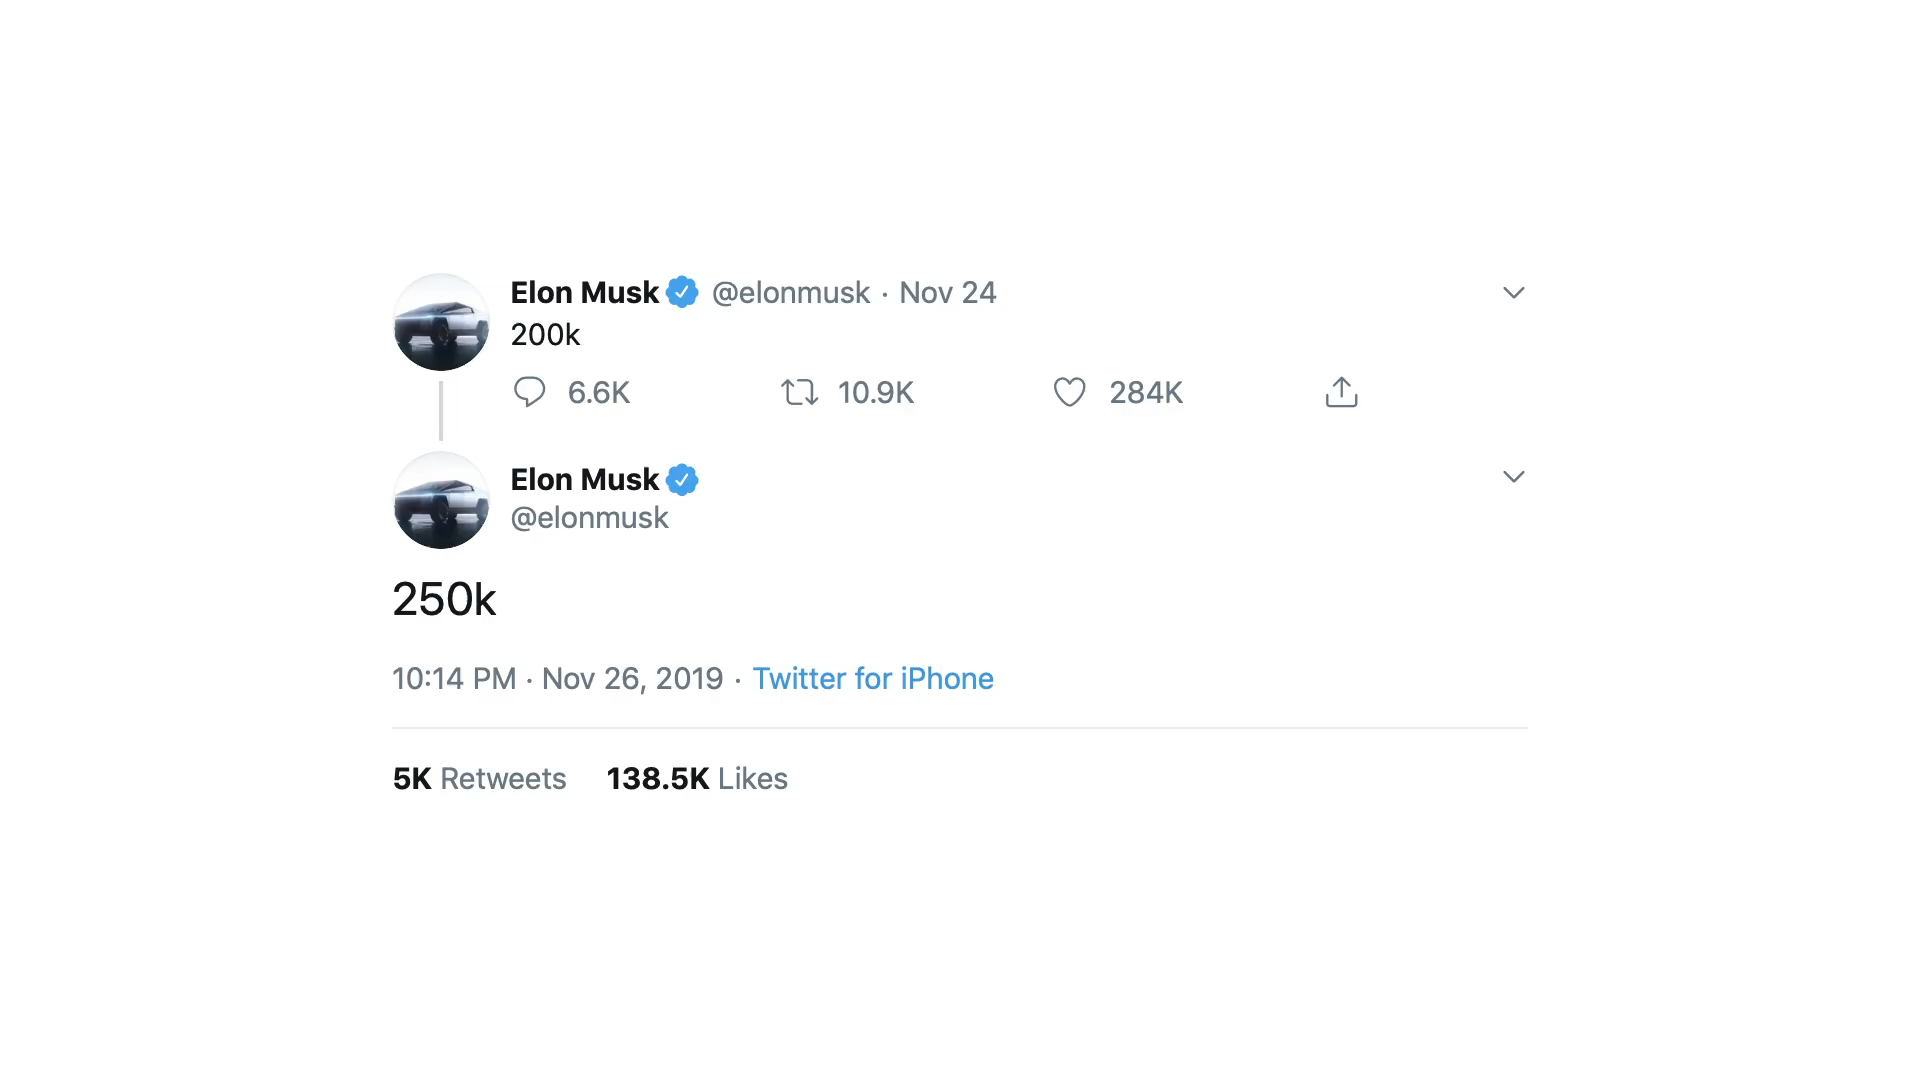 Elon Musk @elonmusk · Nov 24
200k
6.6K 10.9K 284K
Elon Musk
@elonmusk
250k
10:14 PM · Nov 26, 2019 · Twitter for iPhone
5K Retweets 138.5K Likes